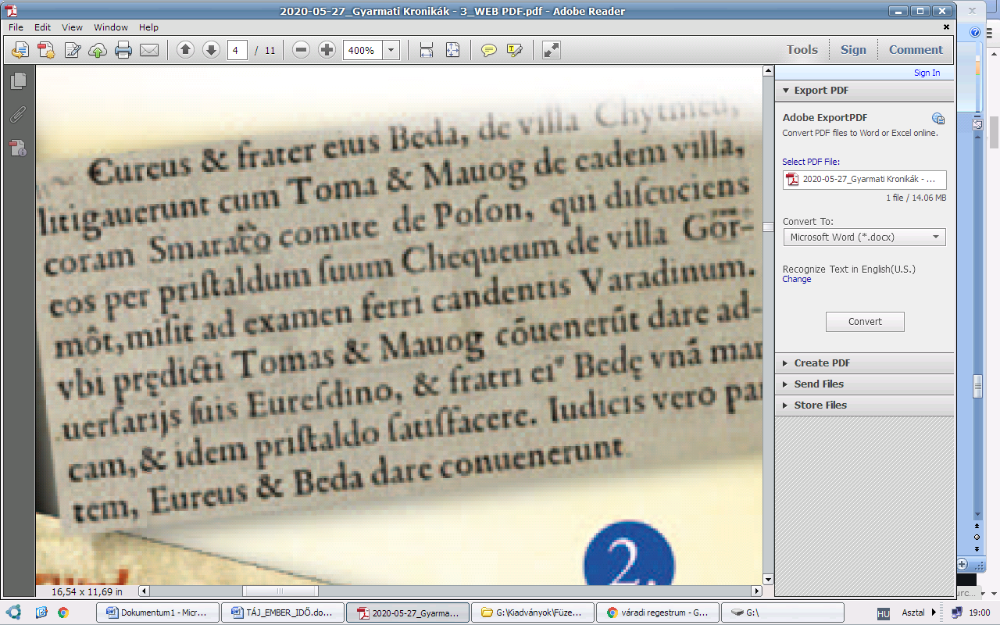 2020-05-27_Gyarmati Kronikák - 3_WEB PDF.pdf - Adobe Reader
File Edit View Window Help
4 / 11 400% Tools Sign Comment
Sign In
Export PDF
Adobe ExportPDF
Convert PDF files to Word or Excel online.
Select PDF File:
2020-05-27_Gyarmati Kronikák - ...
1 file / 14.06 MB
Convert To:
Microsoft Word (*.docx)
Recognize Text in English(U.S.)
Change
Convert
Create PDF
Send Files
Store Files
Eureus & frater eius Beda, de villa Chytmeu,
litigauerunt cum Toma & Mauog de eadem villa,
coram Smaraco comite de Poſon, qui diſcuciens
eos per priſtaldum ſuum Chequeum de villa Gor-
môt, miſit ad examen ferri candentis Varadinum.
vbi prędicti Tomas & Mauog cōuenerūt dare ad-
uerſarijs ſuis Eureſdino, & fratri ei⁹ Bedę vnā mar
cam, & idem priſtaldo ſatiſfacere. Iudicis vero par
tem, Eureus & Beda dare conuenerunt
2.
16,54 x 11,69 in
Dokumentum1 - Micr... TÁJ_EMBER_IDŐ.do... 2020-05-27_Gyarma... G:\Kiadványok\Füze... váradi regestrum - G... G:\ HU Asztal 19:00